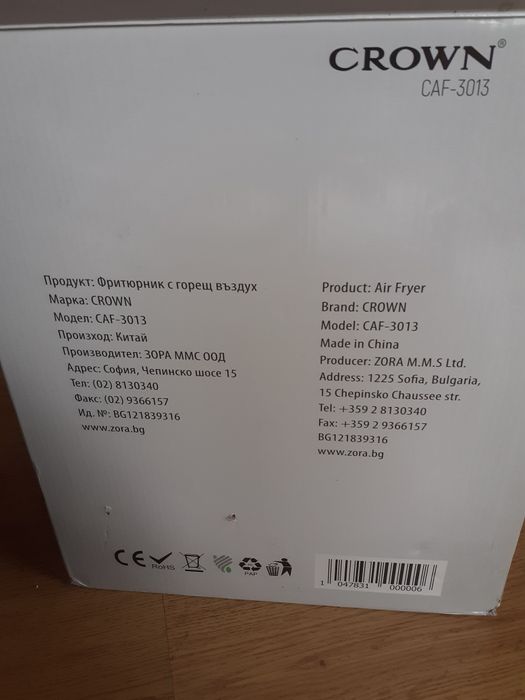 CROWN®
CAF-3013
Продукт: Фритюрник с горещ въздух
Марка: CROWN
Модел: CAF-3013
Произход: Китай
Производител: ЗОРА ММС ООД
Адрес: София, Чепинско шосе 15
Тел: (02) 8130340
Факс: (02) 9366157
Ид. №: BG121839316
www.zora.bg
Product: Air Fryer
Brand: CROWN
Model: CAF-3013
Made in China
Producer: ZORA M.M.S Ltd.
Address: 1225 Sofia, Bulgaria,
15 Chepinsko Chaussee str.
Tel: +359 2 8130340
Fax: +359 2 9366157
BG121839316
www.zora.bg
CE RoHS PAP
1 047831 000006